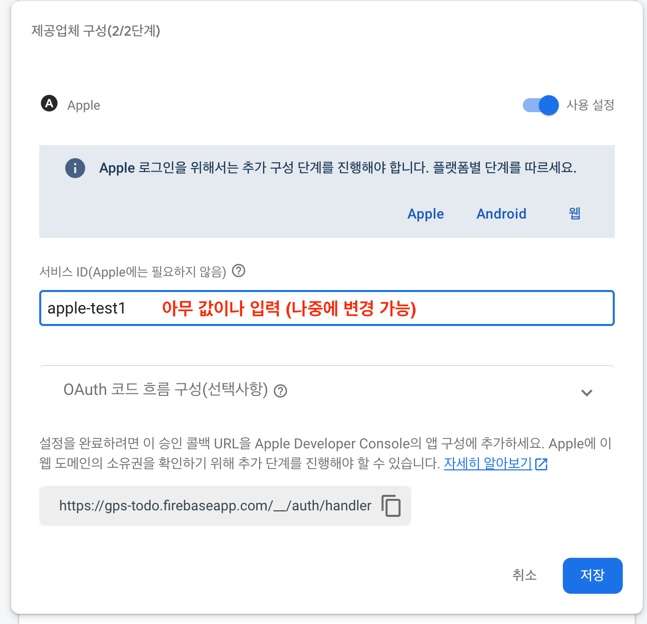 제공업체 구성(2/2단계)
A Apple
사용 설정
i Apple 로그인을 위해서는 추가 구성 단계를 진행해야 합니다. 플랫폼별 단계를 따르세요.
Apple Android 웹
서비스 ID(Apple에는 필요하지 않음) ?
apple-test1 아무 값이나 입력 (나중에 변경 가능)
OAuth 코드 흐름 구성(선택사항) ?
설정을 완료하려면 이 승인 콜백 URL을 Apple Developer Console의 앱 구성에 추가하세요. Apple에 이
웹 도메인의 소유권을 확인하기 위해 추가 단계를 진행해야 할 수 있습니다. 자세히 알아보기
https://gps-todo.firebaseapp.com/__/auth/handler
취소 저장